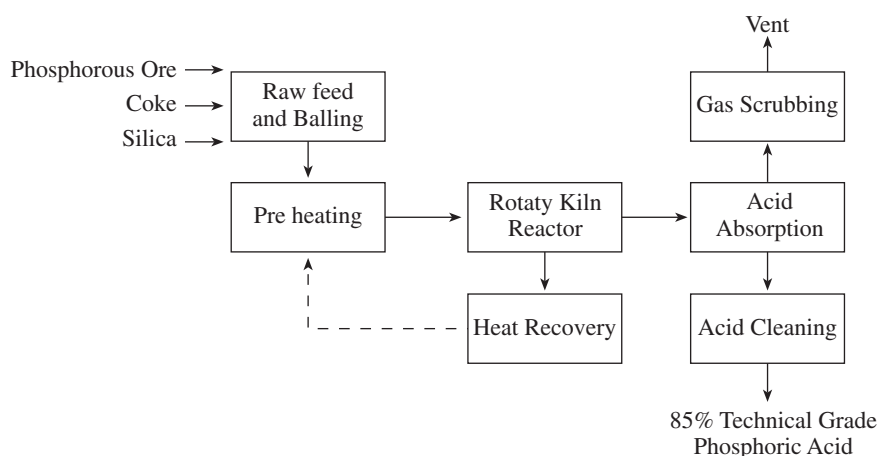 Vent
Phosphorous Ore
Coke
Silica
Raw feed
and Balling
Gas Scrubbing
Pre heating
Rotaty Kiln
Reactor
Acid
Absorption
Heat Recovery
Acid Cleaning
85% Technical Grade
Phosphoric Acid